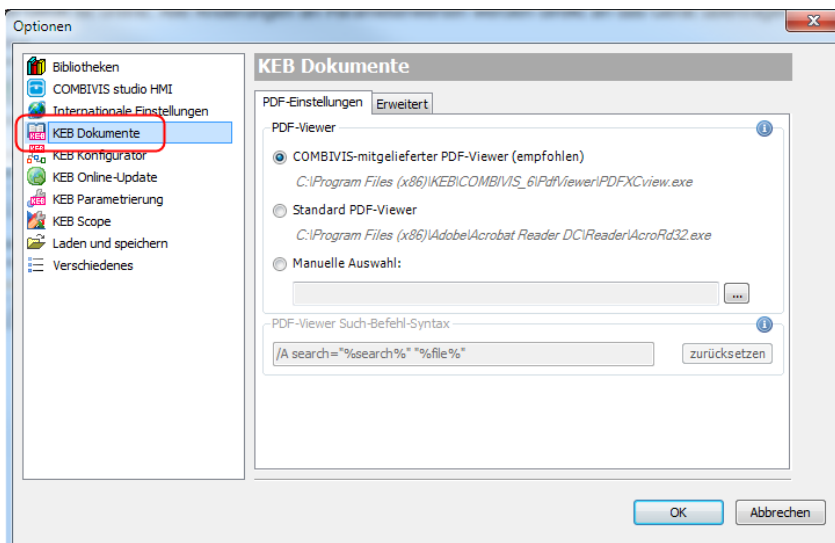 Optionen
x
Bibliotheken
COMBIVIS studio HMI
Internationale Einstellungen
KEB Dokumente
KEB Konfigurator
KEB Online-Update
KEB Parametrierung
KEB Scope
Laden und speichern
Verschiedenes
KEB Dokumente
PDF-Einstellungen Erweitert
PDF-Viewer
COMBIVIS-mitgelieferter PDF-Viewer (empfohlen)
C:\Program Files (x86)\KEB\COMBIVIS_6\PdfViewer\PDFXCview.exe
Standard PDF-Viewer
C:\Program Files (x86)\Adobe\Acrobat Reader DC\Reader\AcroRd32.exe
Manuelle Auswahl:
...
PDF-Viewer Such-Befehl-Syntax
/A search="%search%" "%file%"
zurücksetzen
OK Abbrechen